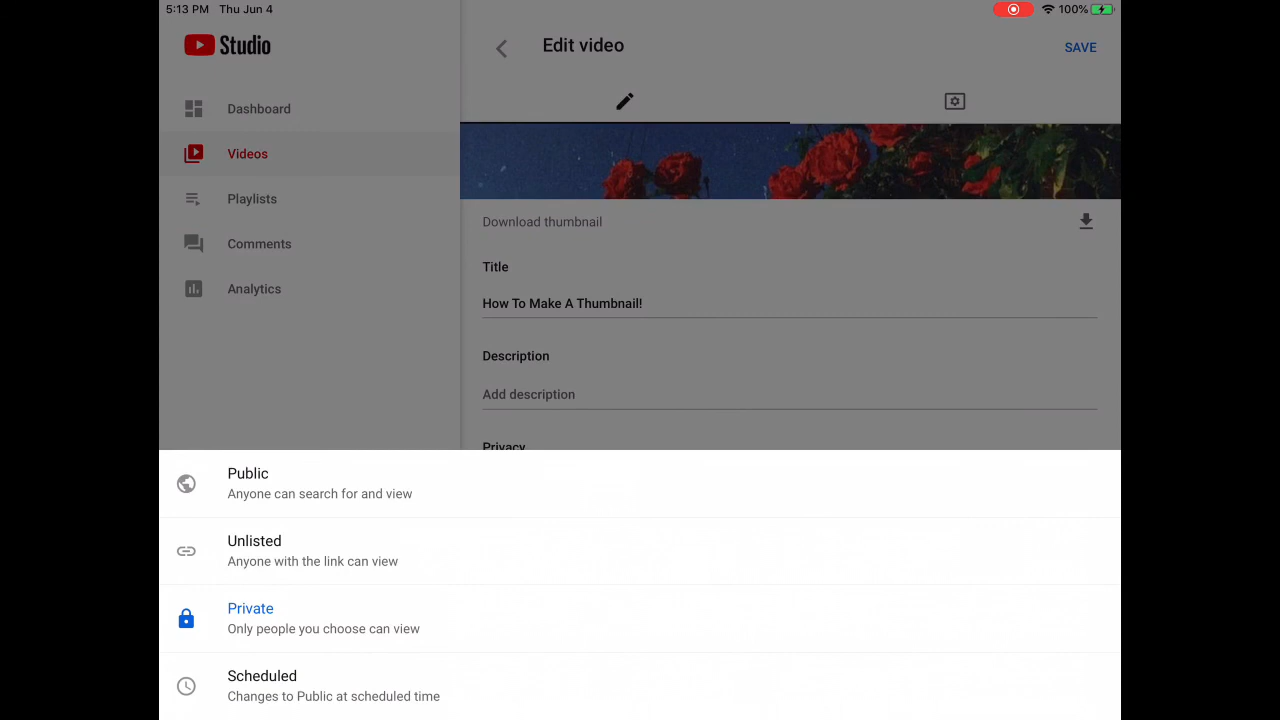 5:13 PM Thu Jun 4
100%
Studio
Edit video
SAVE
Dashboard
Videos
Playlists
Comments
Analytics
Download thumbnail
Title
How To Make A Thumbnail!
Description
Add description
Privacy
Public
Anyone can search for and view
Unlisted
Anyone with the link can view
Private
Only people you choose can view
Scheduled
Changes to Public at scheduled time